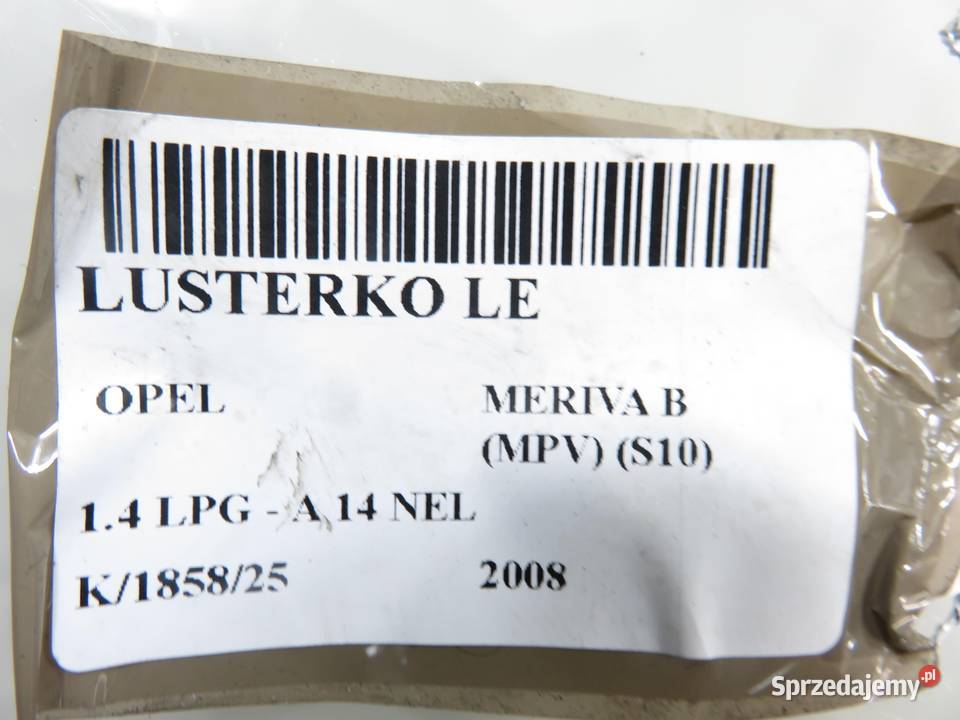 LUSTERKO LE
OPEL MERIVA B
(MPV) (S10)
1.4 LPG - A 14 NEL
K/1858/25 2008
Sprzedajemy.pl